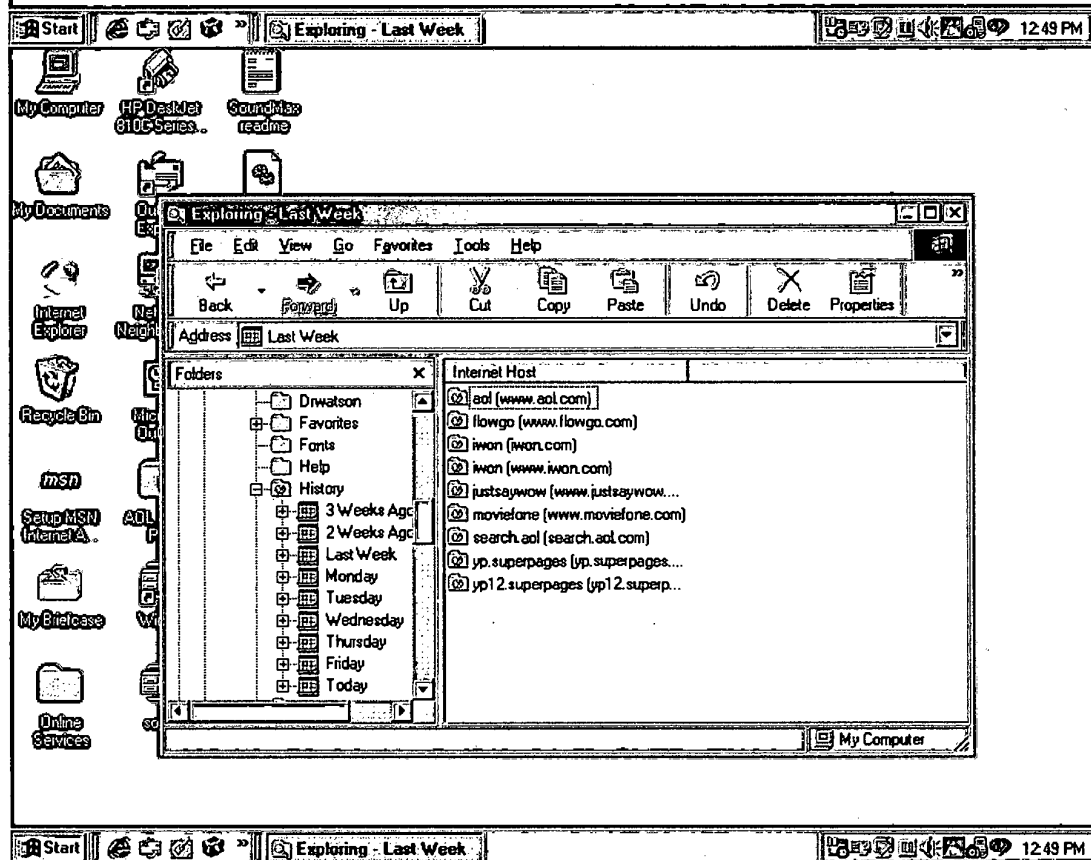 Start » Exploring - Last Week 12:49 PM
My Computer HP DeskJet 810C Series... SoundMax readme
My Documents
Internet Explorer
Recycle Bin
msn
Setup MSN Internet A...
My Briefcase
Online Services
Exploring - Last Week
File Edit View Go Favorites Tools Help
Back Forward Up Cut Copy Paste Undo Delete Properties »
Address Last Week
Folders
Drwatson
Favorites
Fonts
Help
History
3 Weeks Ago
2 Weeks Ago
Last Week
Monday
Tuesday
Wednesday
Thursday
Friday
Today
Internet Host
aol (www.aol.com)
flowgo (www.flowgo.com)
iwon (iwon.com)
iwon (www.iwon.com)
justsaywow (www.justsaywow....
moviefone (www.moviefone.com)
search.aol (search.aol.com)
yp.superpages (yp.superpages....
yp12.superpages (yp12.superp...
My Computer
Start » Exploring - Last Week 12:49 PM